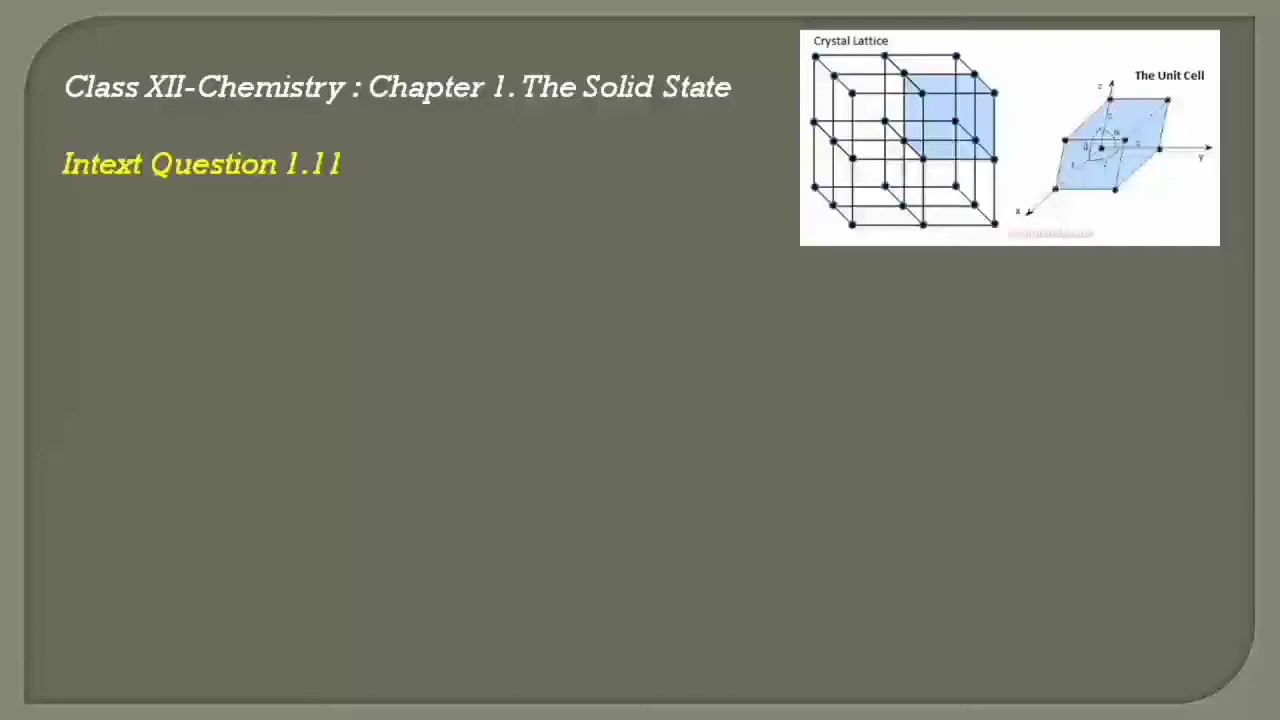 Class XII-Chemistry : Chapter 1. The Solid State
Intext Question 1.11
Crystal Lattice
The Unit Cell
z
y
x